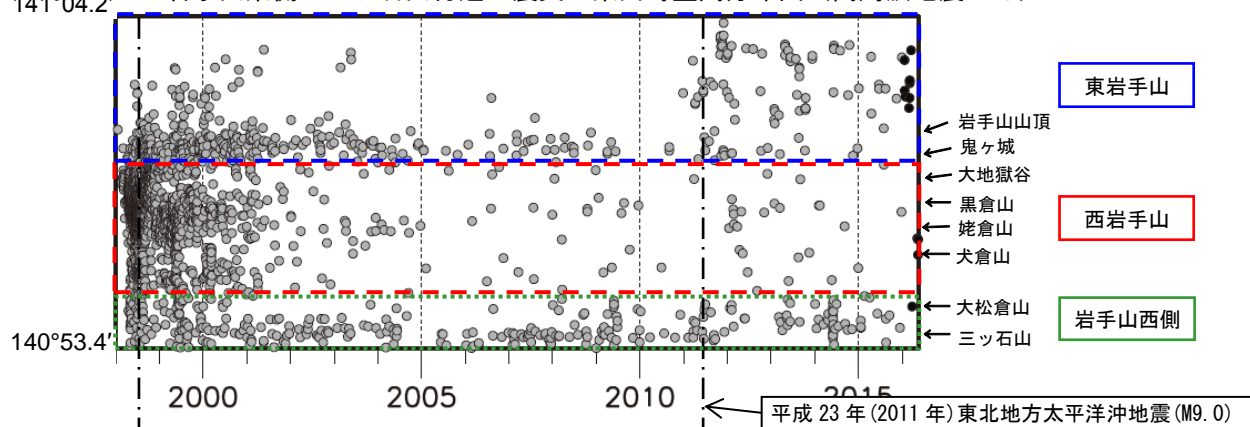 141°04.2′
東岩手山
岩手山山頂
鬼ヶ城
大地獄谷
黒倉山
姥倉山
犬倉山
西岩手山
大松倉山
三ッ石山
岩手山西側
140°53.4′
2000
2005
2010
2015
平成 23 年(2011 年)東北地方太平洋沖地震(M9.0)